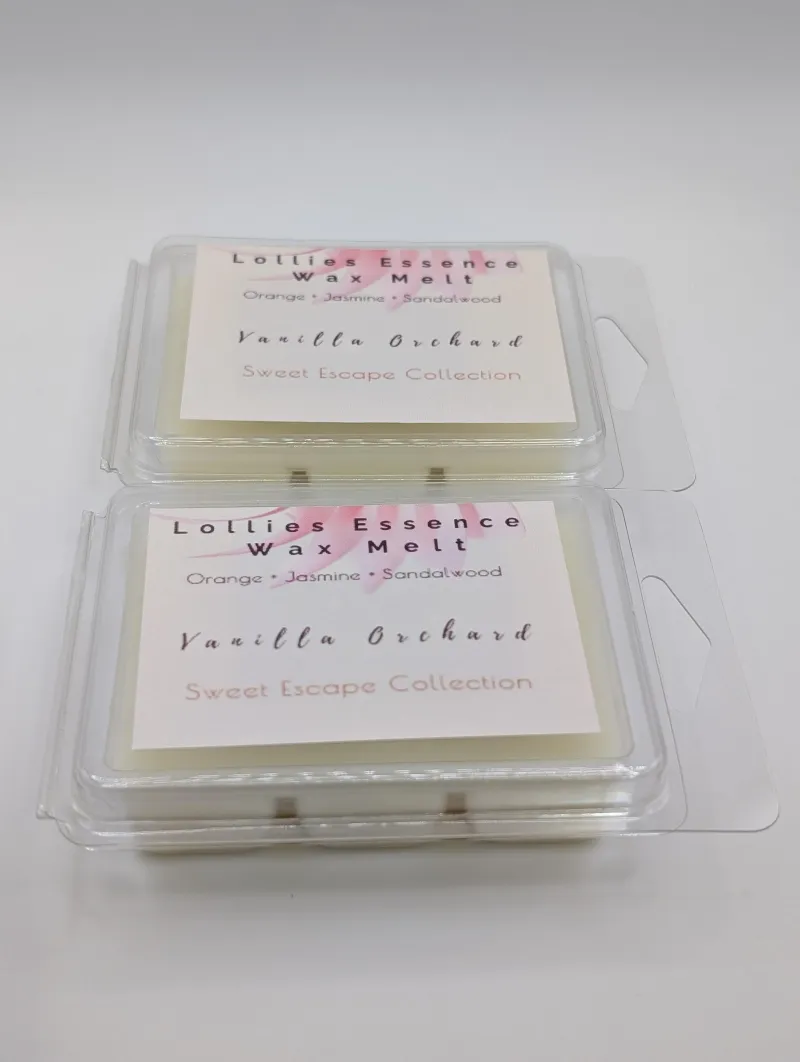 Lollies Essence
Wax Melt
Orange • Jasmine • Sandalwood
Vanilla Orchard
Sweet Escape Collection
Lollies Essence
Wax Melt
Orange • Jasmine • Sandalwood
Vanilla Orchard
Sweet Escape Collection